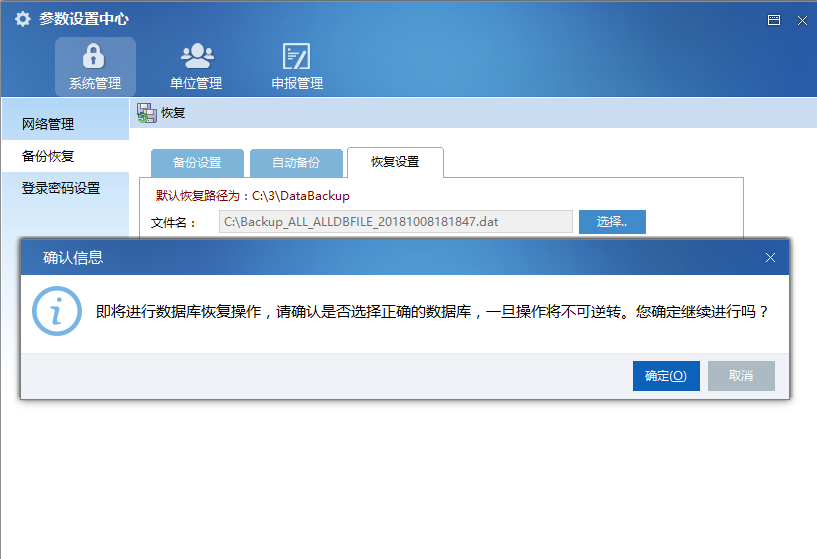 参数设置中心
系统管理
单位管理
申报管理
网络管理
备份恢复
登录密码设置
恢复
备份设置
自动备份
恢复设置
默认恢复路径为：C:\3\DataBackup
文件名： C:\Backup_ALL_ALLDBFILE_20181008181847.dat 选择..
确认信息
即将进行数据库恢复操作，请确认是否选择正确的数据库，一旦操作将不可逆转。您确定继续进行吗？
确定(O) 取消